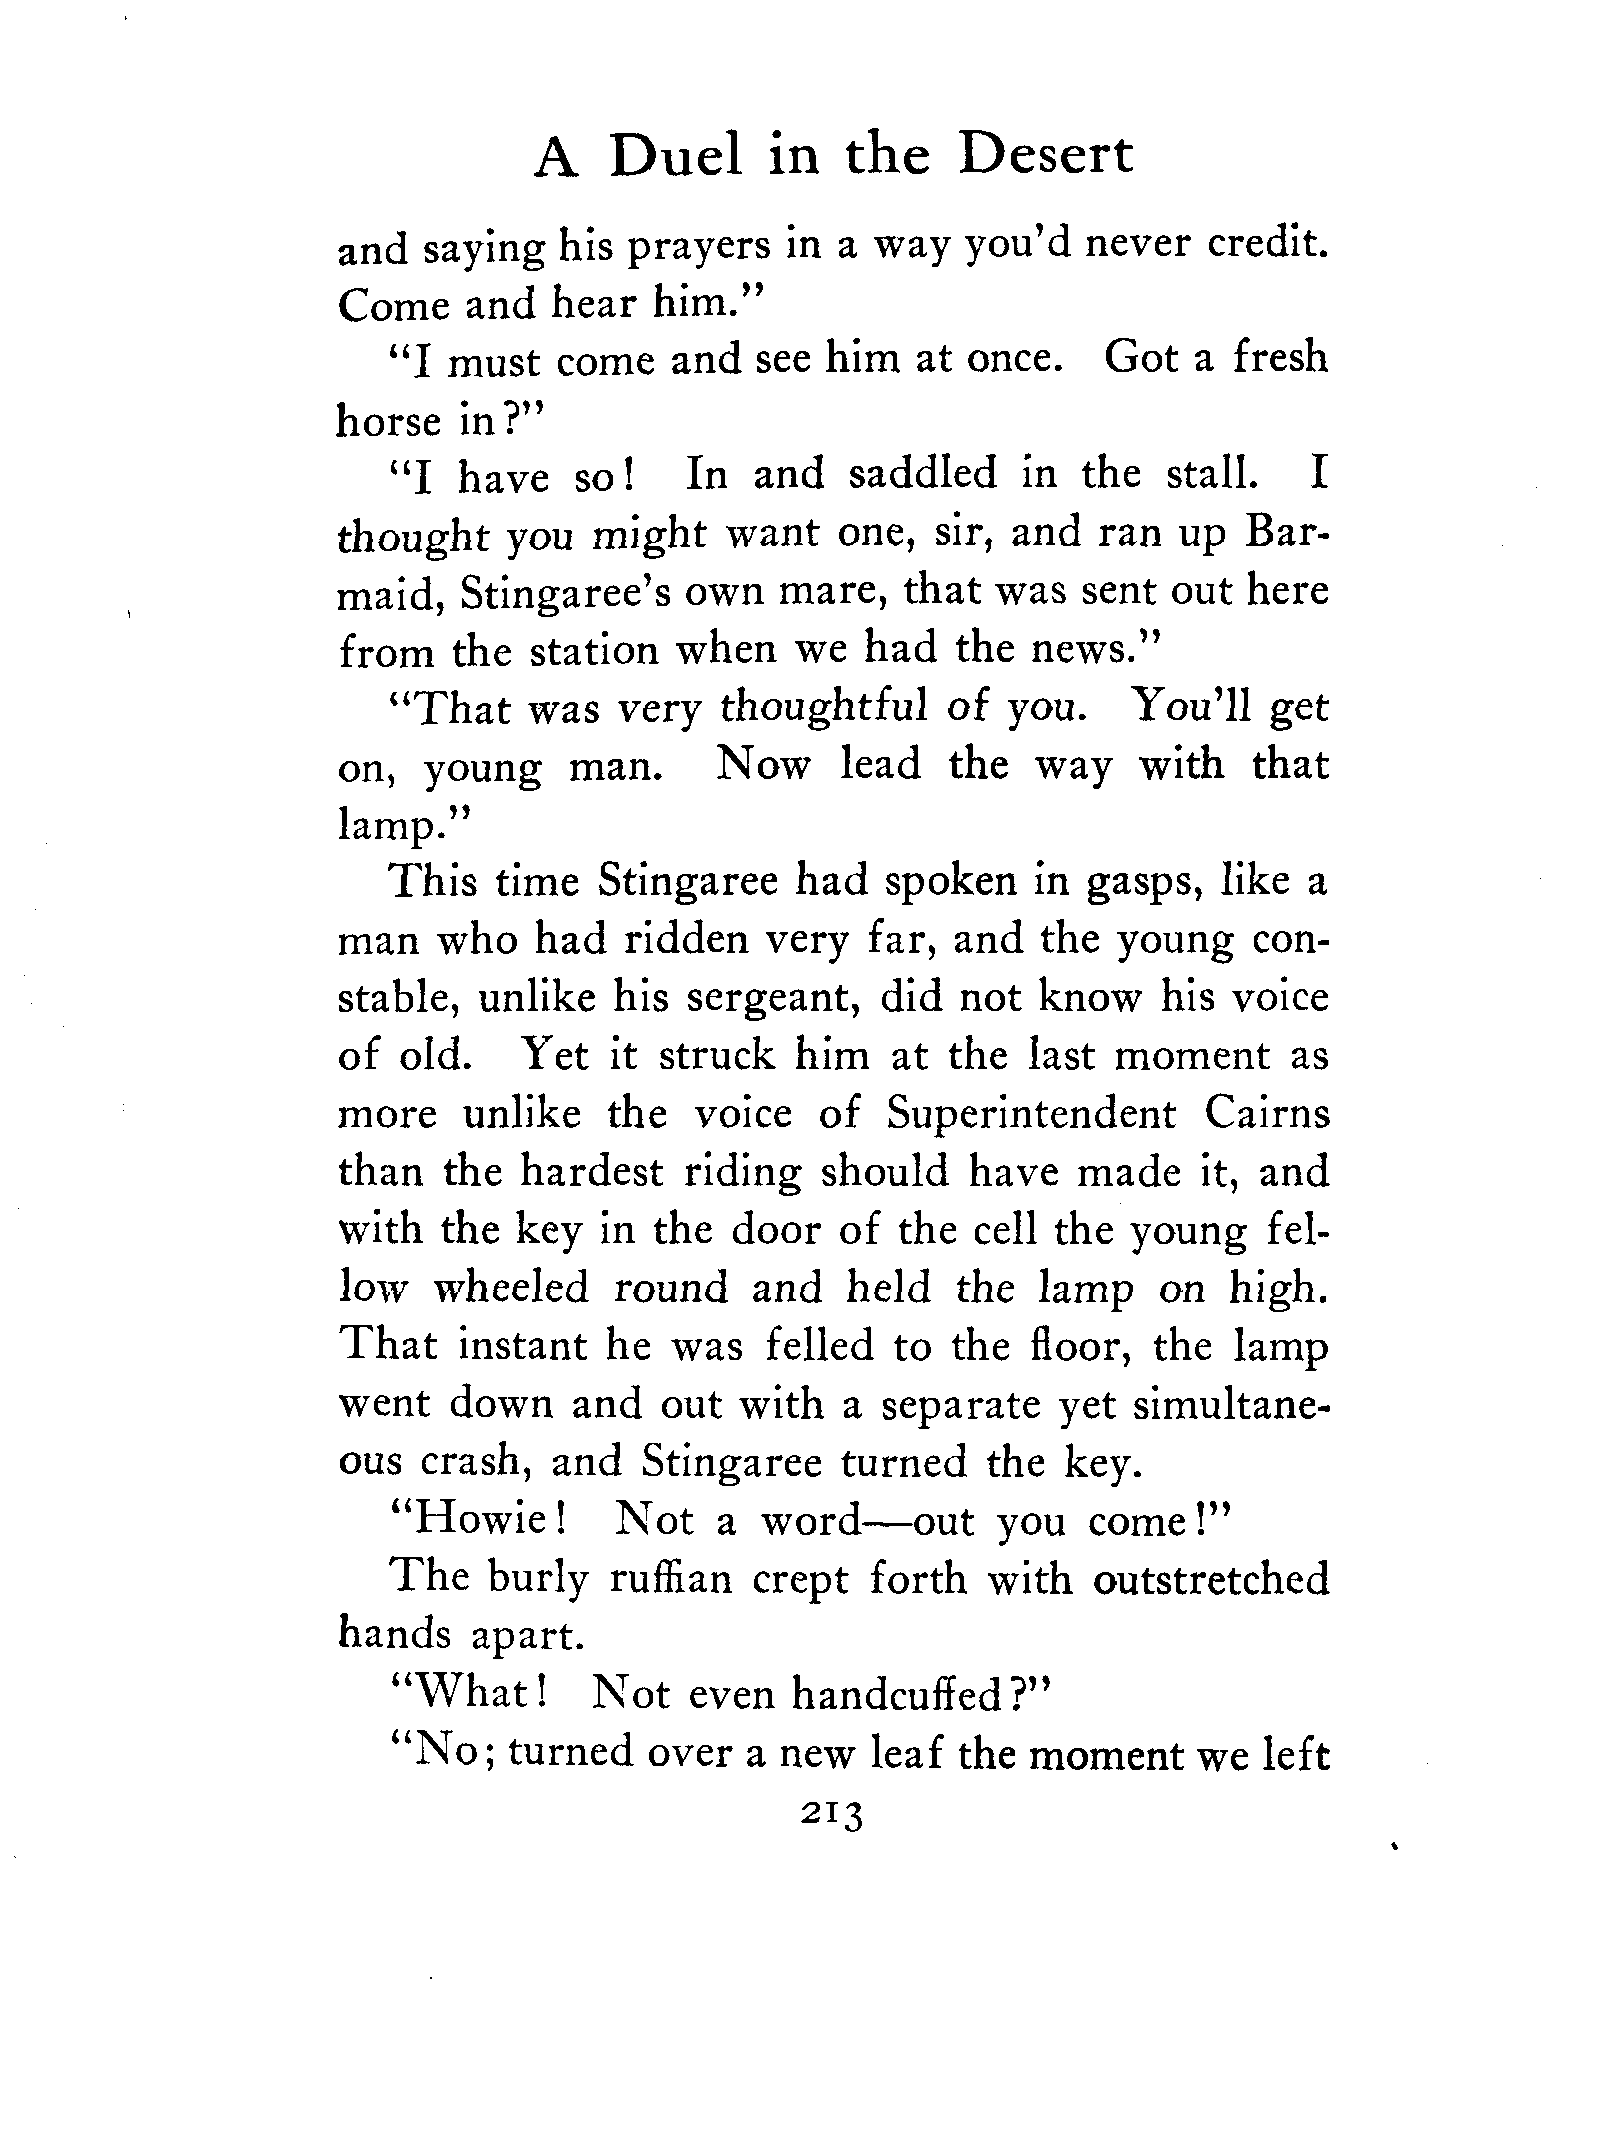 A Duel in the Desert
and saying his prayers in a way you'd never credit.
Come and hear him."
"I must come and see him at once. Got a fresh
horse in?"
"I have so! In and saddled in the stall. I
thought you might want one, sir, and ran up Bar-
maid, Stingaree's own mare, that was sent out here
from the station when we had the news."
"That was very thoughtful of you. You'll get
on, young man. Now lead the way with that
lamp."
This time Stingaree had spoken in gasps, like a
man who had ridden very far, and the young con-
stable, unlike his sergeant, did not know his voice
of old. Yet it struck him at the last moment as
more unlike the voice of Superintendent Cairns
than the hardest riding should have made it, and
with the key in the door of the cell the young fel-
low wheeled round and held the lamp on high.
That instant he was felled to the floor, the lamp
went down and out with a separate yet simultane-
ous crash, and Stingaree turned the key.
"Howie! Not a word—out you come!"
The burly ruffian crept forth with outstretched
hands apart.
"What! Not even handcuffed?"
"No; turned over a new leaf the moment we left
213